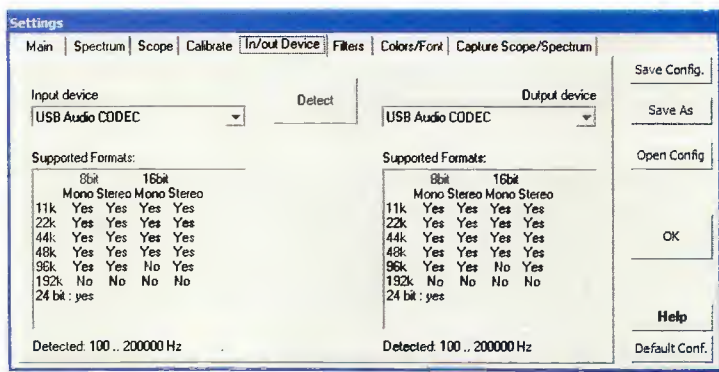 Settings
Main Spectrum Scope Calibrate In/out Device Filters Colors/Font Capture Scope/Spectrum
Input device
USB Audio CODEC
Detect
Output device
USB Audio CODEC
Supported Formats:
8bit 16bit
Mono Stereo Mono Stereo
11k Yes Yes Yes Yes
22k Yes Yes Yes Yes
44k Yes Yes Yes Yes
48k Yes Yes Yes Yes
96k Yes Yes No Yes
192k No No No No
24 bit : yes
Detected: 100 .. 200000 Hz
Supported Formats:
8bit 16bit
Mono Stereo Mono Stereo
11k Yes Yes Yes Yes
22k Yes Yes Yes Yes
44k Yes Yes Yes Yes
48k Yes Yes Yes Yes
96k Yes Yes No Yes
192k No No No No
24 bit : yes
Detected: 100 .. 200000 Hz
Save Config.
Save As
Open Config
OK
Help
Default Conf.